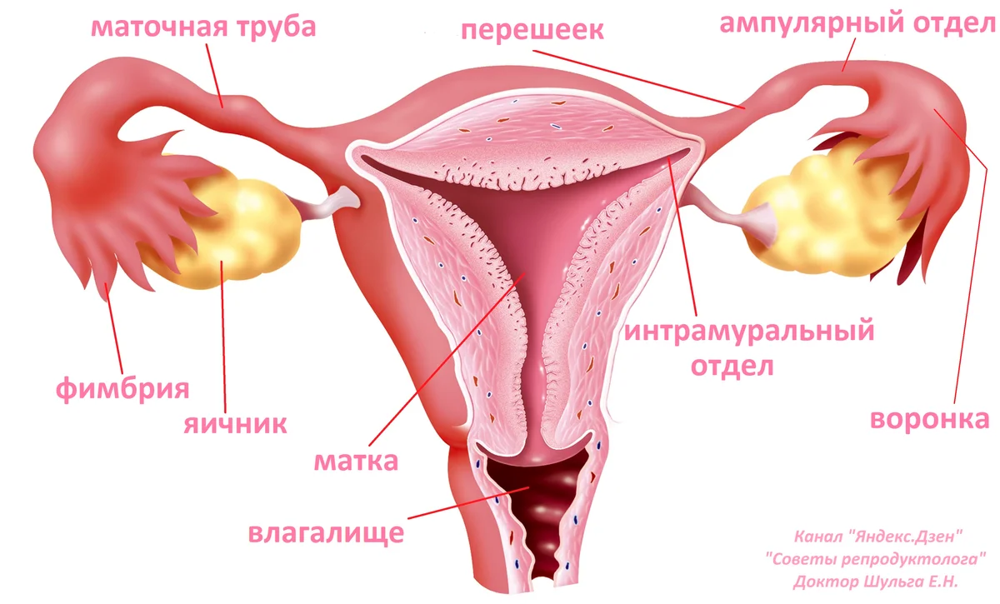 маточная труба
перешеек
ампулярный отдел
интрамуральный
отдел
фимбрия
воронка
яичник
матка
влагалище
Канал "Яндекс.Дзен"
"Советы репродуктолога"
Доктор Шульга Е.Н.